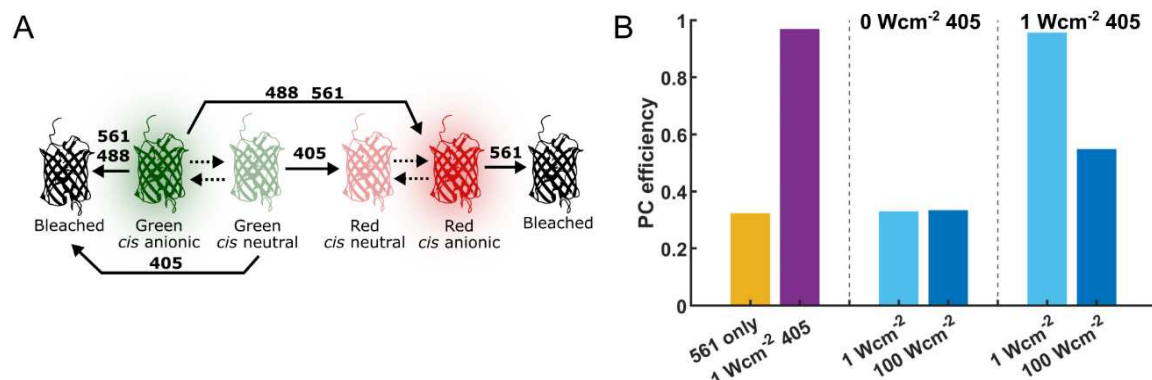 A
488 561
561
488
405
561
Bleached
Green
cis anionic
Green
cis neutral
Red
cis neutral
Red
cis anionic
Bleached
405
B
0 Wcm-2 405
1 Wcm-2 405
PC efficiency
1
0.8
0.6
0.4
0.2
0
561 only
1 Wcm-2 405
1 Wcm-2
100 Wcm-2
1 Wcm-2
100 Wcm-2